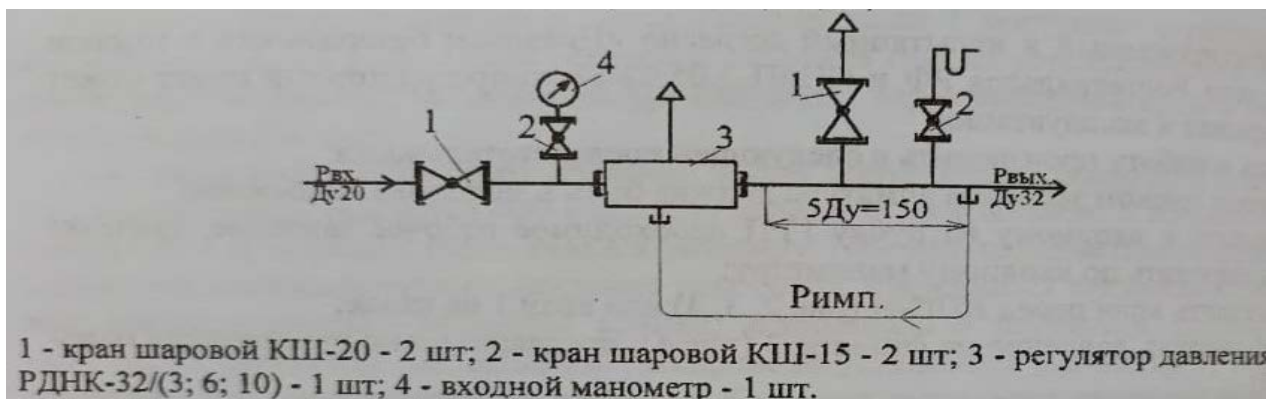 4
1
2
3
1
2
Рвх.
Ду20
Рвых.
Ду32
5Ду=150
Римп.
1 - кран шаровой КШ-20 - 2 шт; 2 - кран шаровой КШ-15 - 2 шт; 3 - регулятор давления
РДНК-32/(3; 6; 10) - 1 шт; 4 - входной манометр - 1 шт.